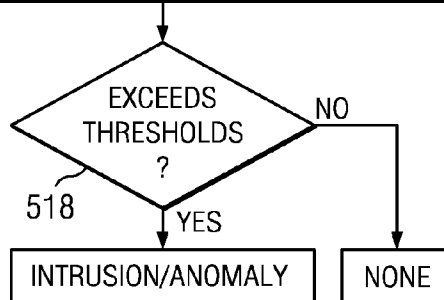 EXCEEDS
THRESHOLDS
?
NO
518
YES
INTRUSION/ANOMALY
NONE